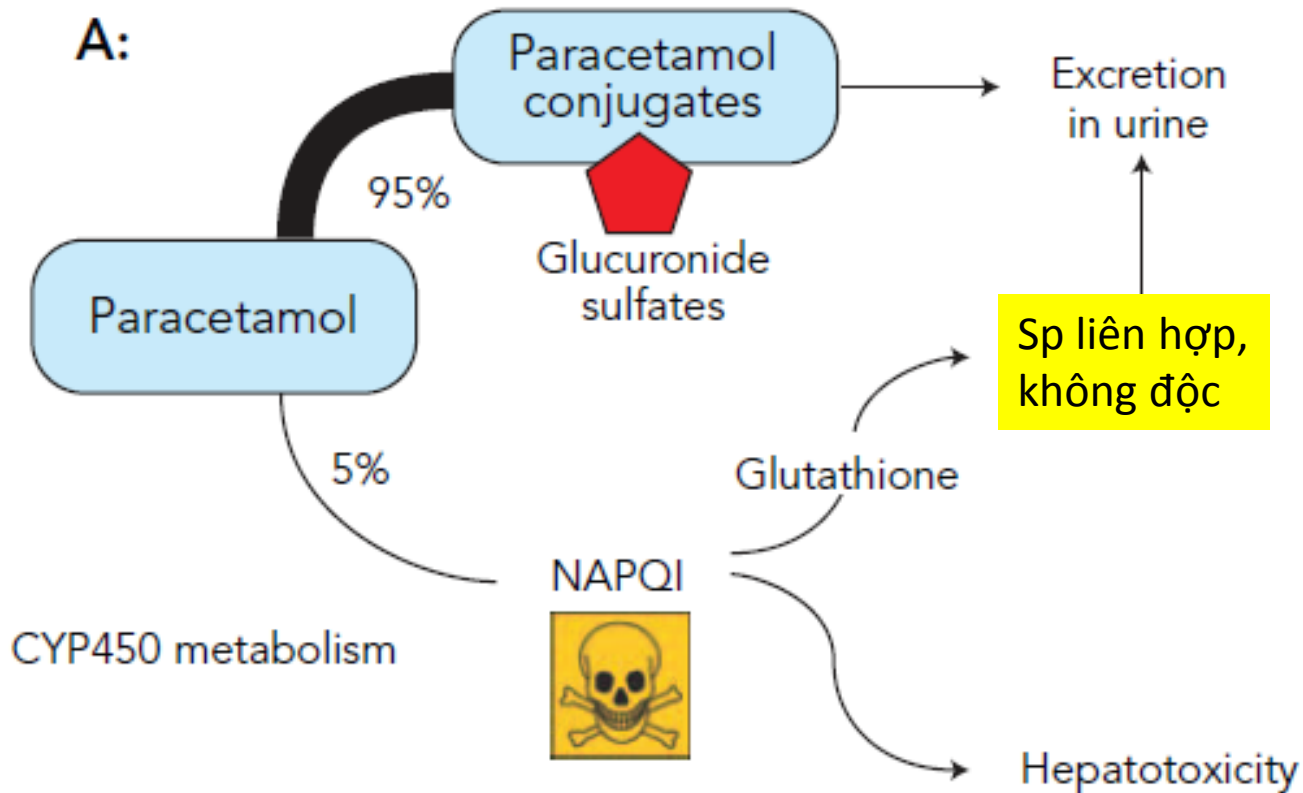 A:
Paracetamol
conjugates
Excretion
in urine
95%
Glucuronide
sulfates
Paracetamol
Sp liên hợp,
không độc
5%
Glutathione
NAPQI
CYP450 metabolism
Hepatotoxicity